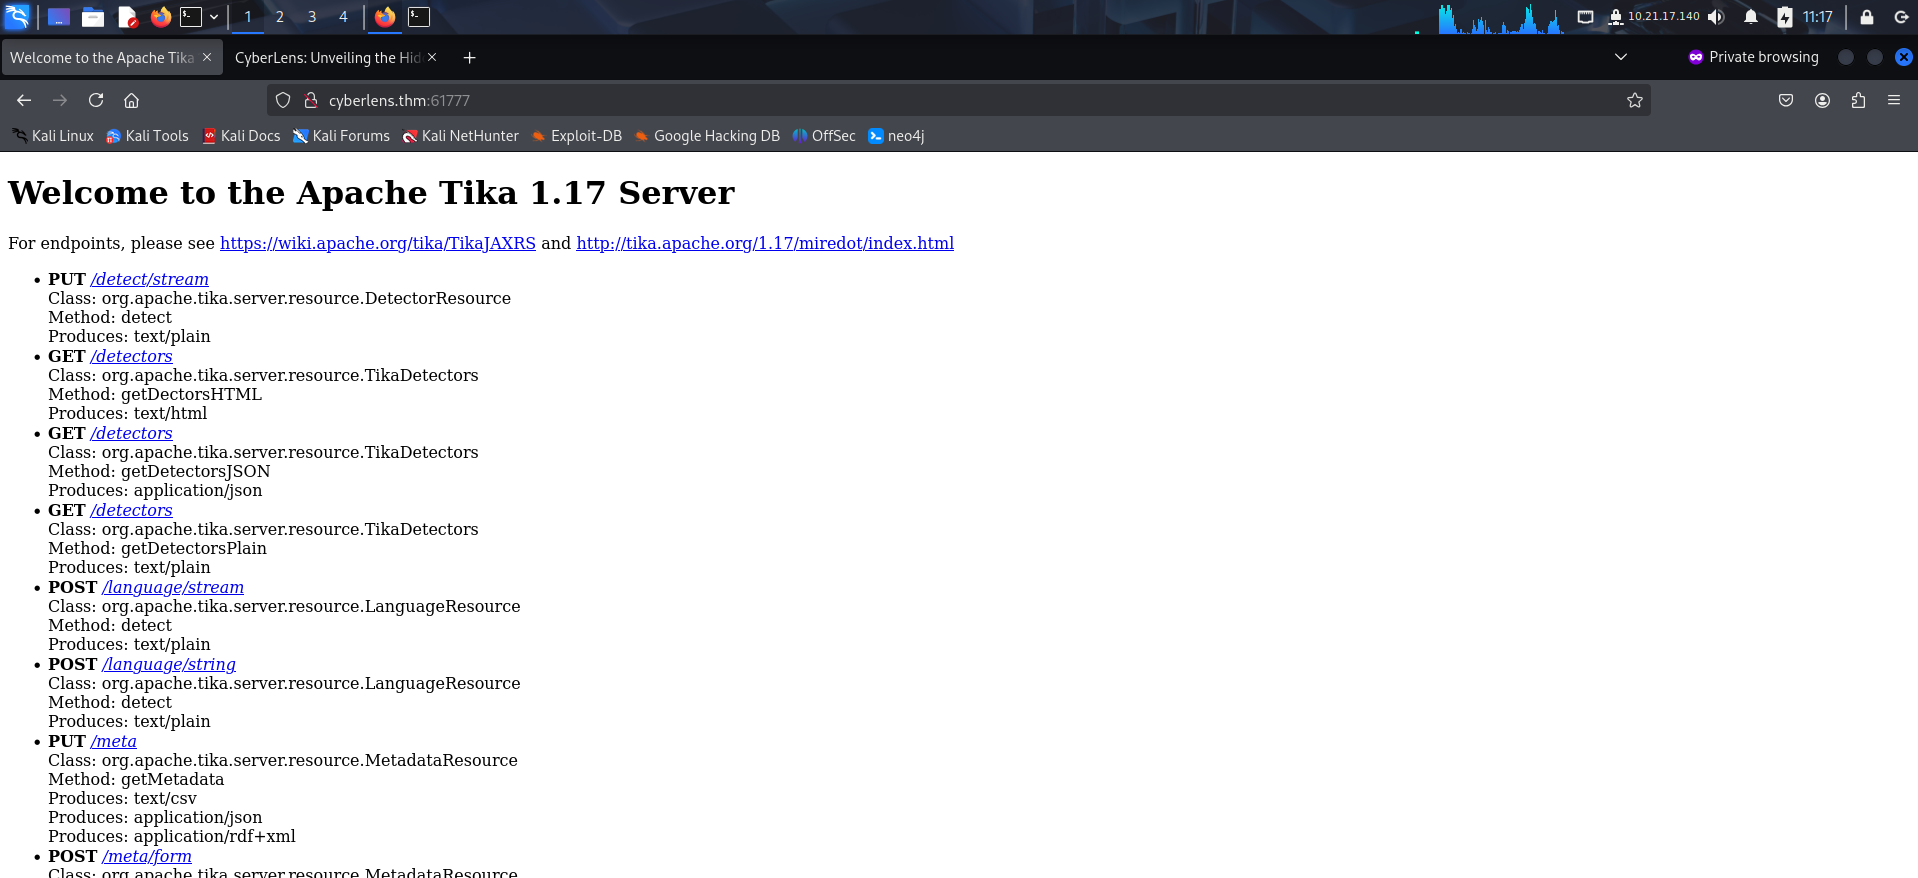 1 2 3 4
10.21.17.140 11:17
Welcome to the Apache Tika CyberLens: Unveiling the Hid Private browsing
cyberlens.thm:61777
Kali Linux Kali Tools Kali Docs Kali Forums Kali NetHunter Exploit-DB Google Hacking DB OffSec neo4j
Welcome to the Apache Tika 1.17 Server
For endpoints, please see https://wiki.apache.org/tika/TikaJAXRS and http://tika.apache.org/1.17/miredot/index.html
• PUT /detect/stream
Class: org.apache.tika.server.resource.DetectorResource
Method: detect
Produces: text/plain
• GET /detectors
Class: org.apache.tika.server.resource.TikaDetectors
Method: getDectorsHTML
Produces: text/html
• GET /detectors
Class: org.apache.tika.server.resource.TikaDetectors
Method: getDetectorsJSON
Produces: application/json
• GET /detectors
Class: org.apache.tika.server.resource.TikaDetectors
Method: getDetectorsPlain
Produces: text/plain
• POST /language/stream
Class: org.apache.tika.server.resource.LanguageResource
Method: detect
Produces: text/plain
• POST /language/string
Class: org.apache.tika.server.resource.LanguageResource
Method: detect
Produces: text/plain
• PUT /meta
Class: org.apache.tika.server.resource.MetadataResource
Method: getMetadata
Produces: text/csv
Produces: application/json
Produces: application/rdf+xml
• POST /meta/form
Class: org.apache.tika.server.resource.MetadataResource